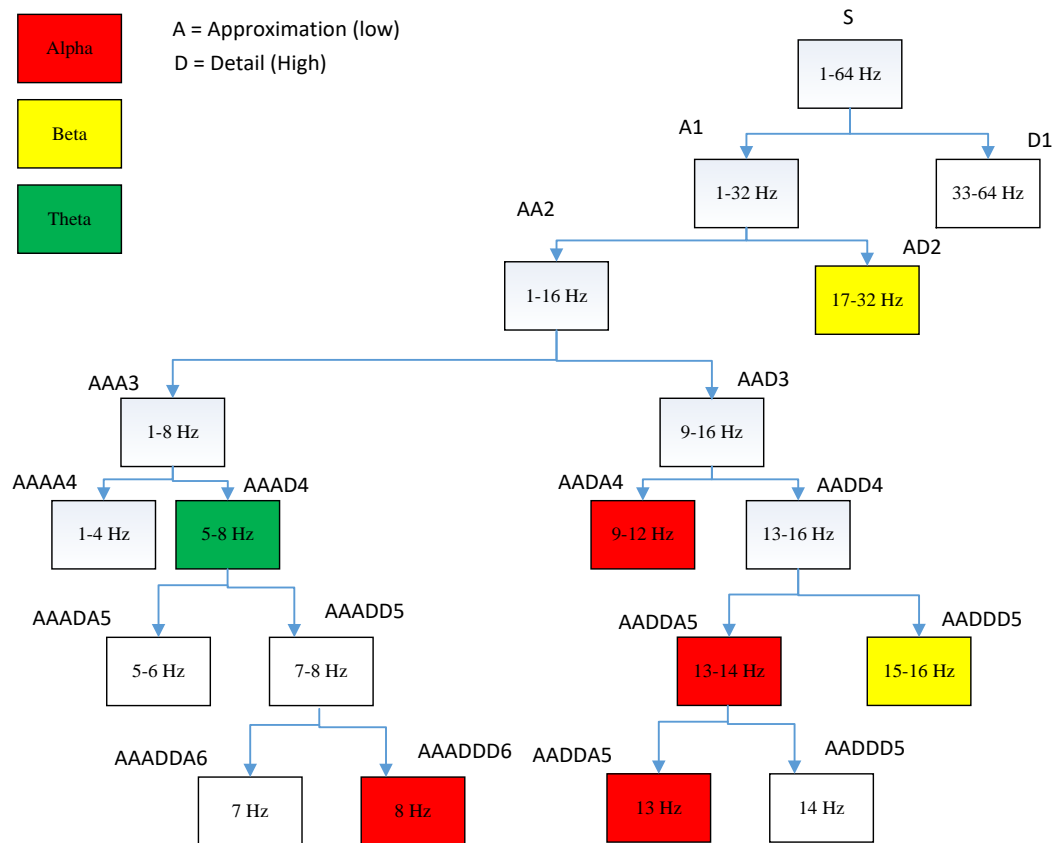 Alpha
A = Approximation (low)
D = Detail (High)
Beta
Theta
S
1-64 Hz
A1
D1
1-32 Hz
33-64 Hz
AA2
AD2
1-16 Hz
17-32 Hz
AAA3
AAD3
1-8 Hz
9-16 Hz
AAAA4
AAAD4
AADA4
AADD4
1-4 Hz
5-8 Hz
9-12 Hz
13-16 Hz
AAADA5
AAADD5
AADDA5
AADDD5
5-6 Hz
7-8 Hz
13-14 Hz
15-16 Hz
AAADDA6
AAADDD6
AADDA5
AADDD5
7 Hz
8 Hz
13 Hz
14 Hz